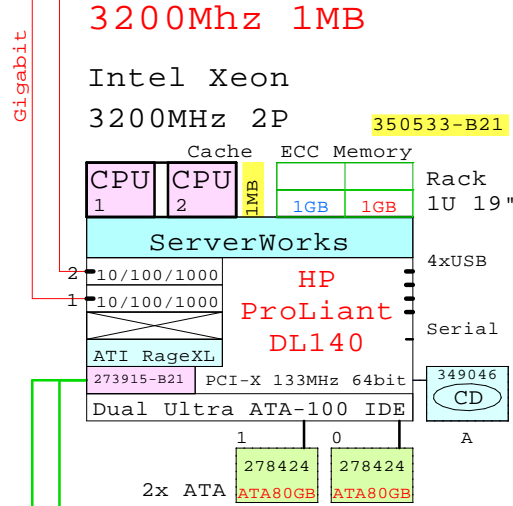 3200Mhz 1MB
Gigabit
Intel Xeon
3200MHz 2P
350533-B21
Cache ECC Memory
CPU CPU
1 2
1MB
1GB 1GB
Rack
1U 19"
ServerWorks
4xUSB
2 10/100/1000
1 10/100/1000
HP
ProLiant
DL140
Serial
ATI RageXL
273915-B21 PCI-X 133MHz 64bit
349046
CD
A
Dual Ultra ATA-100 IDE
1 0
278424 278424
2x ATA ATA80GB ATA80GB